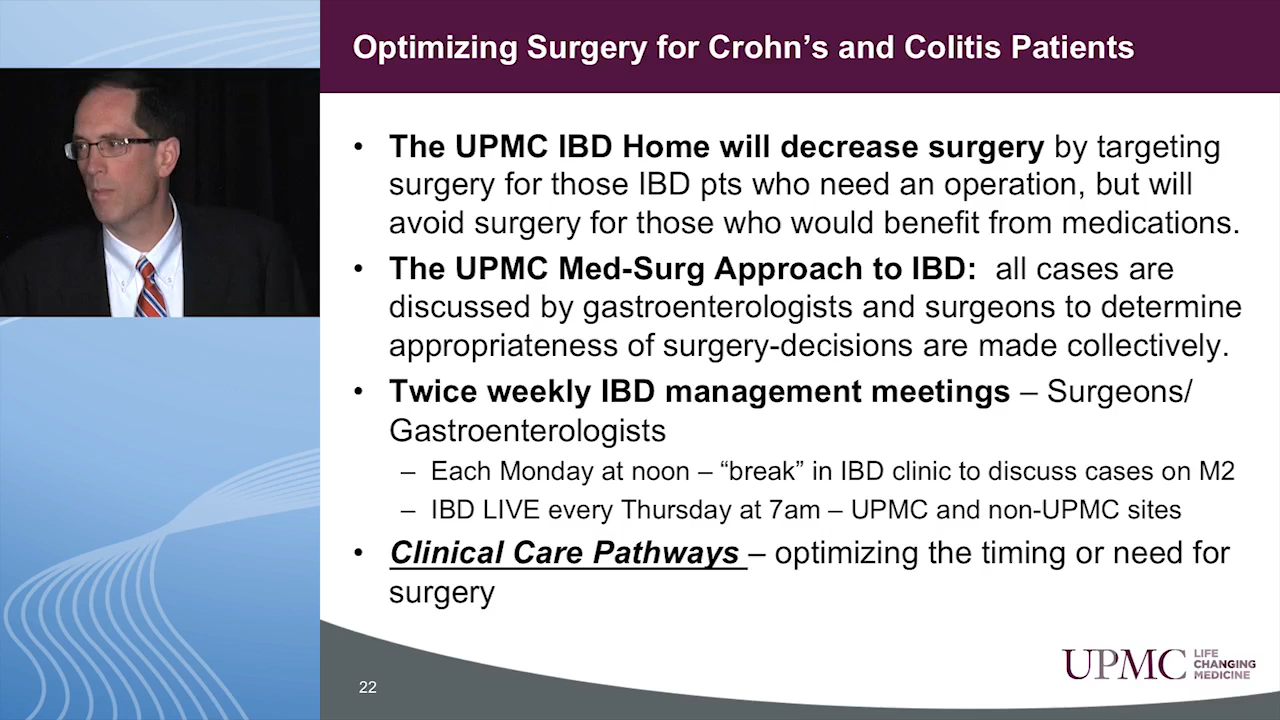 Optimizing Surgery for Crohn’s and Colitis Patients
• The UPMC IBD Home will decrease surgery by targeting
surgery for those IBD pts who need an operation, but will
avoid surgery for those who would benefit from medications.
• The UPMC Med-Surg Approach to IBD:  all cases are
discussed by gastroenterologists and surgeons to determine
appropriateness of surgery-decisions are made collectively.
• Twice weekly IBD management meetings – Surgeons/
Gastroenterologists
– Each Monday at noon – “break” in IBD clinic to discuss cases on M2
– IBD LIVE every Thursday at 7am – UPMC and non-UPMC sites
• Clinical Care Pathways – optimizing the timing or need for
surgery
UPMC
LIFE
CHANGING
MEDICINE
22